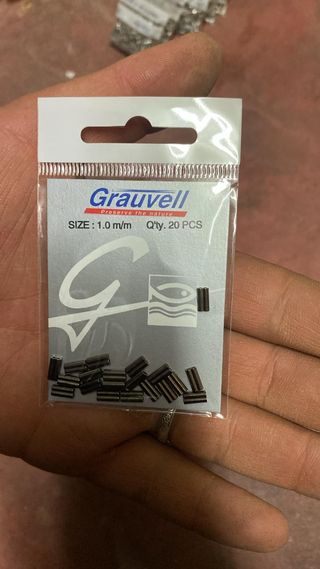 Grauvell
Preserve the nature
SIZE : 1.0 m/m Q'ty. 20 PCS